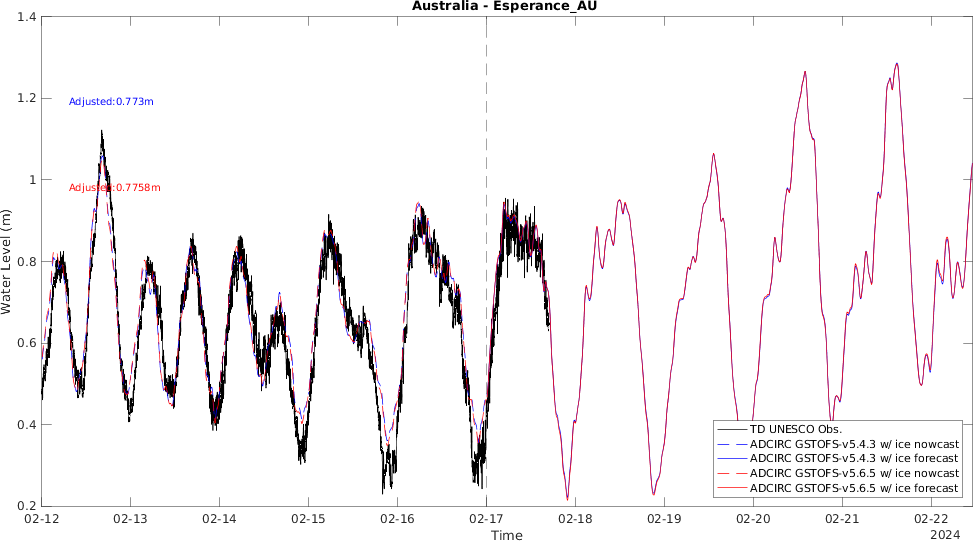 Australia - Esperance_AU
1.4
1.2
1
0.8
0.6
0.4
0.2
Water Level (m)
Adjusted:0.773m
Adjusted:0.7758m
TD UNESCO Obs.
ADCIRC GSTOFS-v5.4.3 w/ ice nowcast
ADCIRC GSTOFS-v5.4.3 w/ ice forecast
ADCIRC GSTOFS-v5.6.5 w/ ice nowcast
ADCIRC GSTOFS-v5.6.5 w/ ice forecast
02-12 02-13 02-14 02-15 02-16 02-17 02-18 02-19 02-20 02-21 02-22
Time
2024